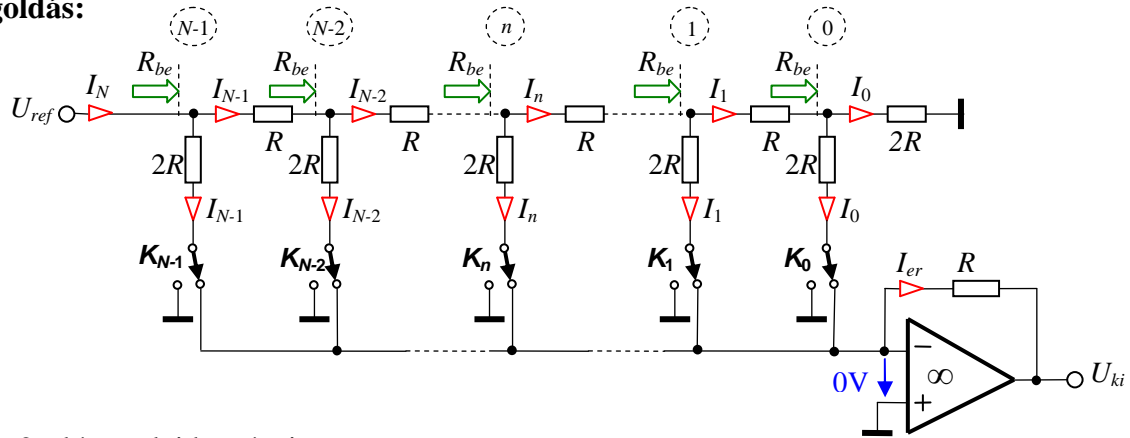 goldás:
N-1 N-2 n 1 0
R_be R_be R_be R_be R_be
I_N I_N-1 I_N-2 I_n I_1 I_0
U_ref
R R R R 2R
2R 2R 2R 2R 2R
I_N-1 I_N-2 I_n I_1 I_0
K_N-1 K_N-2 K_n K_1 K_0
I_er R
− ∞ +
0V
U_ki